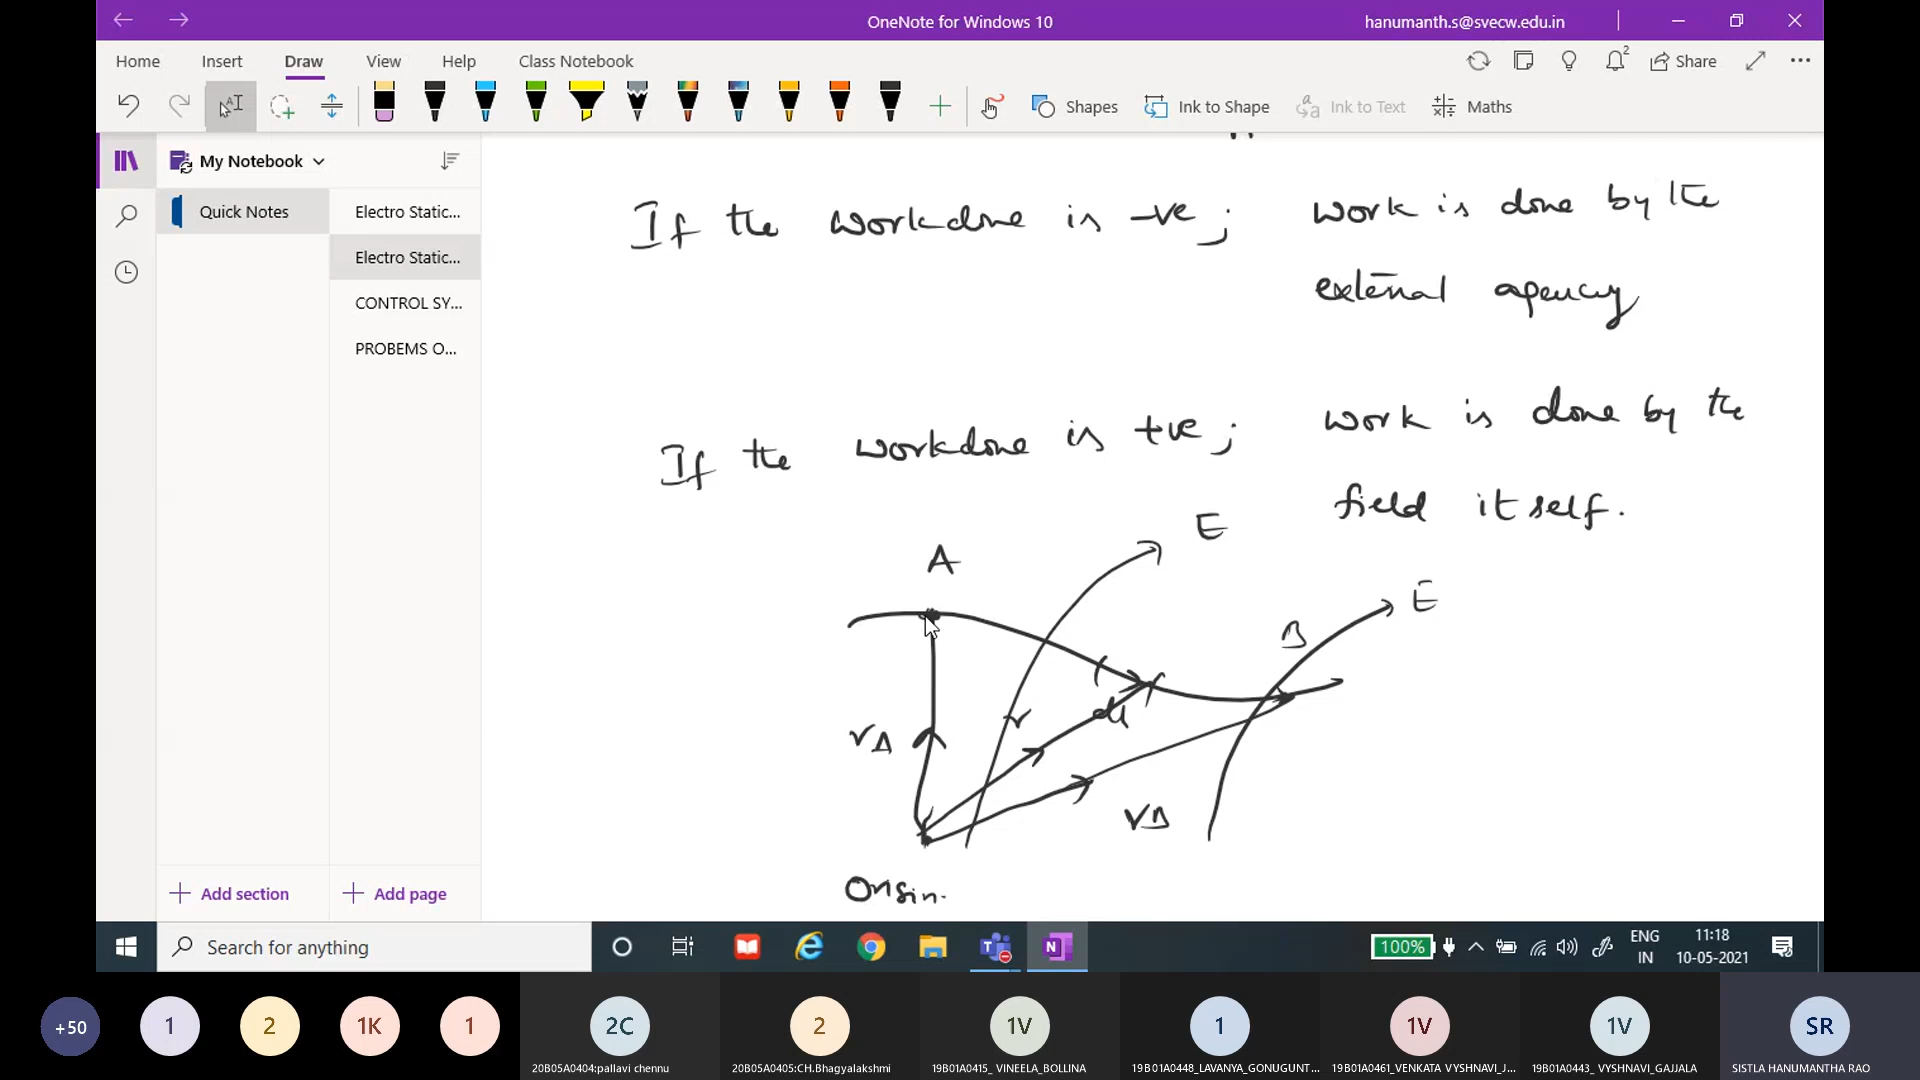 OneNote for Windows 10
hanumanth.s@svecw.edu.in
Home Insert Draw View Help Class Notebook
2
Share
Shapes Ink to Shape Ink to Text Maths
My Notebook
Quick Notes
Electro Static...
Electro Static...
CONTROL SY...
PROBEMS O...
If the workdone is -ve; work is done by the
external agency
If the workdone is +ve; work is done by the
field itself.
E
A
E
B
r
dl
rA
rB
Origin.
Add section
Add page
Search for anything
100%
ENG
IN
11:18
10-05-2021
+50 1 2 1K 1 2C 2 1V 1 1V 1V SR
20B05A0404:pallavi chennu
20B05A0405:CH.Bhagyalakshmi
19B01A0415_ VINEELA_BOLLINA
19B01A0448_LAVANYA_GONUGUNT...
19B01A0461_VENKATA VYSHNAVI_J...
19B01A0443_ VYSHNAVI_GAJJALA
SISTLA HANUMANTHA RAO